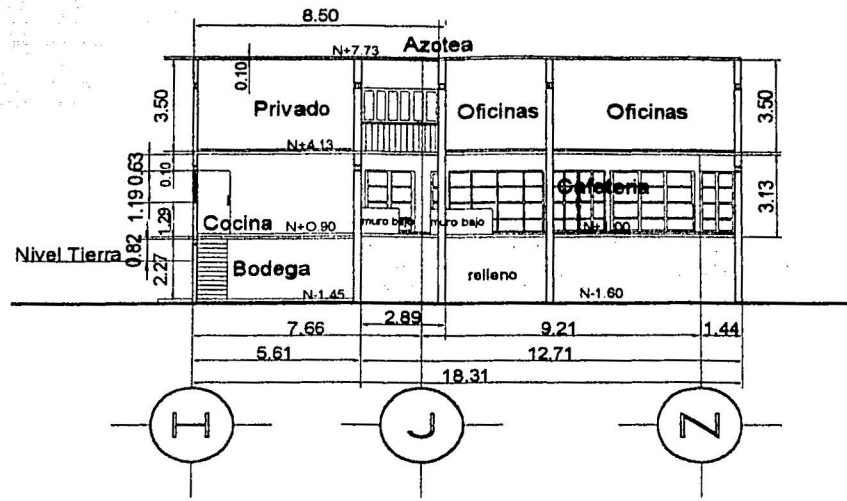 8.50
N+7.73 Azotea
0.10
3.50 Privado Oficinas Oficinas 3.50
N+4.13
0.63
0.10
1.19 Cafeteria 3.13
1.29 Cocina N+0.90 muro bajo muro bajo
0.82
Nivel Tierra
2.27 Bodega relleno
N-1.45 N-1.60
2.89
7.66 9.21 1.44
5.61 12.71
18.31
H J N